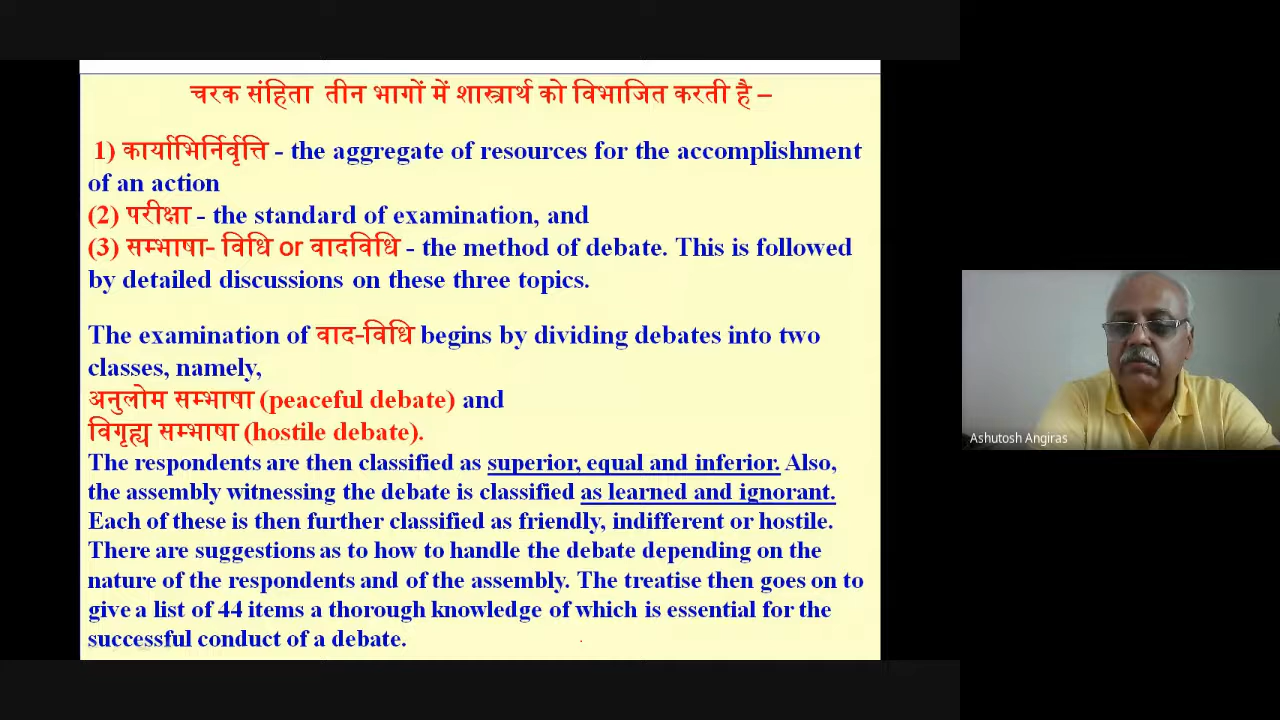 चरक संहिता तीन भागों में शास्त्रार्थ को विभाजित करती है –
1) कार्याभिर्निर्वृत्ति - the aggregate of resources for the accomplishment
of an action
(2) परीक्षा - the standard of examination, and
(3) सम्भाषा- विधि or वादविधि - the method of debate. This is followed
by detailed discussions on these three topics.
The examination of वाद-विधि begins by dividing debates into two
classes, namely,
अनुलोम सम्भाषा (peaceful debate) and
विगृह्य सम्भाषा (hostile debate).
The respondents are then classified as superior, equal and inferior. Also,
the assembly witnessing the debate is classified as learned and ignorant.
Each of these is then further classified as friendly, indifferent or hostile.
There are suggestions as to how to handle the debate depending on the
nature of the respondents and of the assembly. The treatise then goes on to
give a list of 44 items a thorough knowledge of which is essential for the
successful conduct of a debate.
Ashutosh Angiras